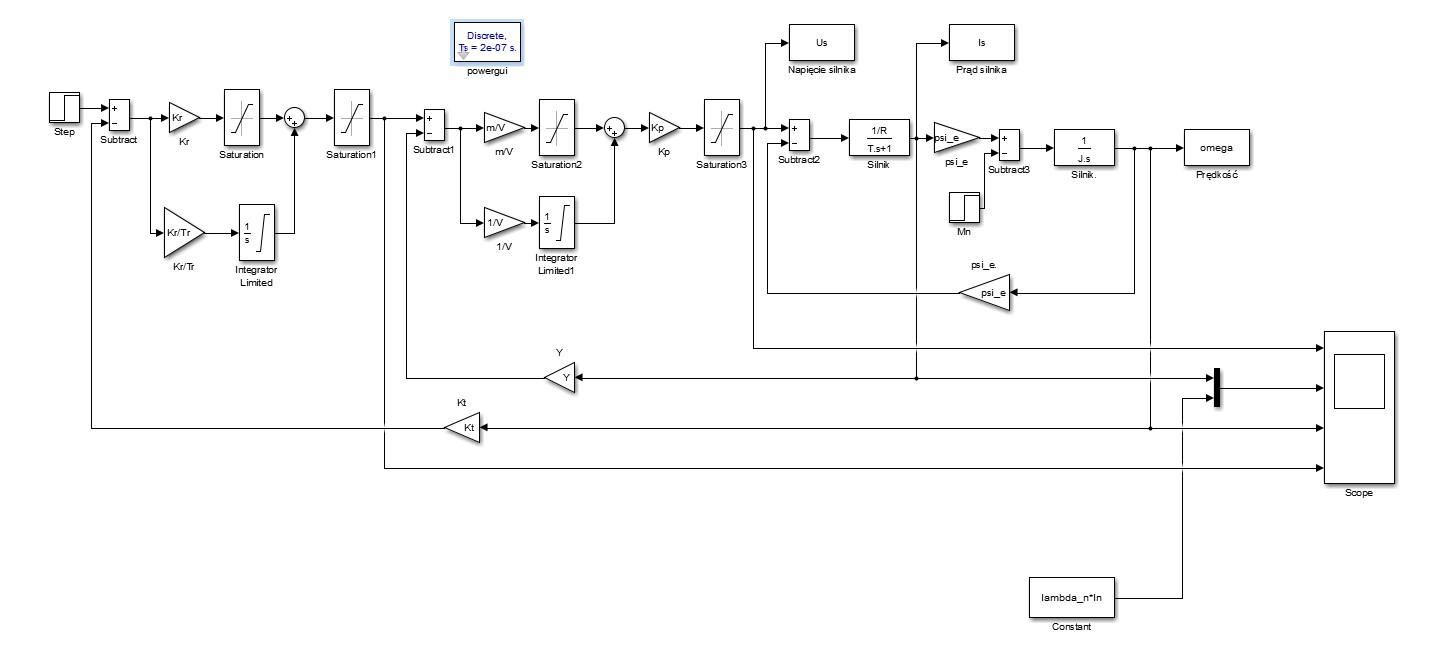 Discrete,
Ts = 2e-07 s.
powergui
Us
Napięcie silnika
Is
Prąd silnika
Step
+
−
Subtract
Kr
Kr
Saturation
+
+
Saturation1
+
−
Subtract1
m/V
m/V
Saturation2
+
+
Kp
Kp
Saturation3
+
−
Subtract2
1/R
T.s+1
Silnik
psi_e
psi_e
+
−
Subtract3
1
J.s
Silnik.
omega
Prędkość
Kr/Tr
Kr/Tr
1
s
Integrator
Limited
1/V
1/V
1
s
Integrator
Limited1
Mn
psi_e.
psi_e
Y
Y
Kt
Kt
Scope
lambda_n*In
Constant